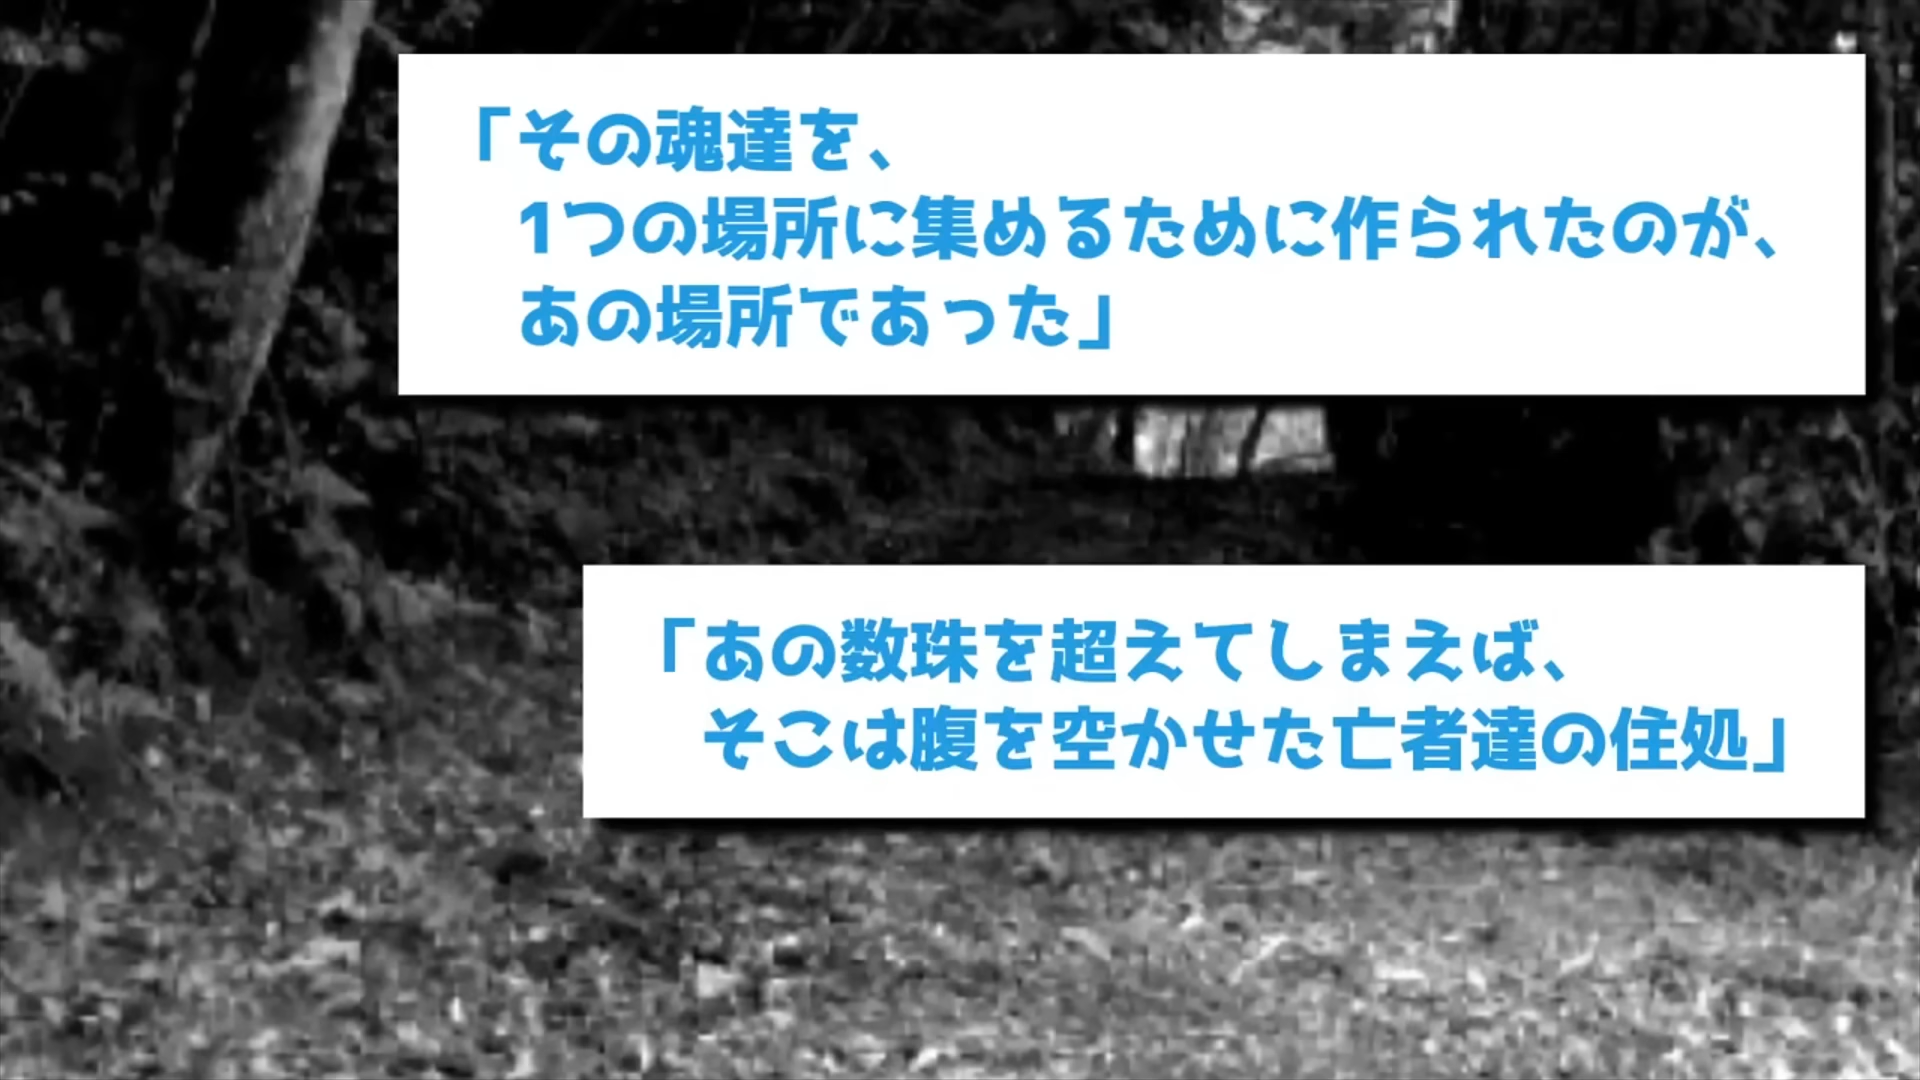 「その魂達を、
1つの場所に集めるために作られたのが、
あの場所であった」
「あの数珠を超えてしまえば、
そこは腹を空かせた亡者達の住処」